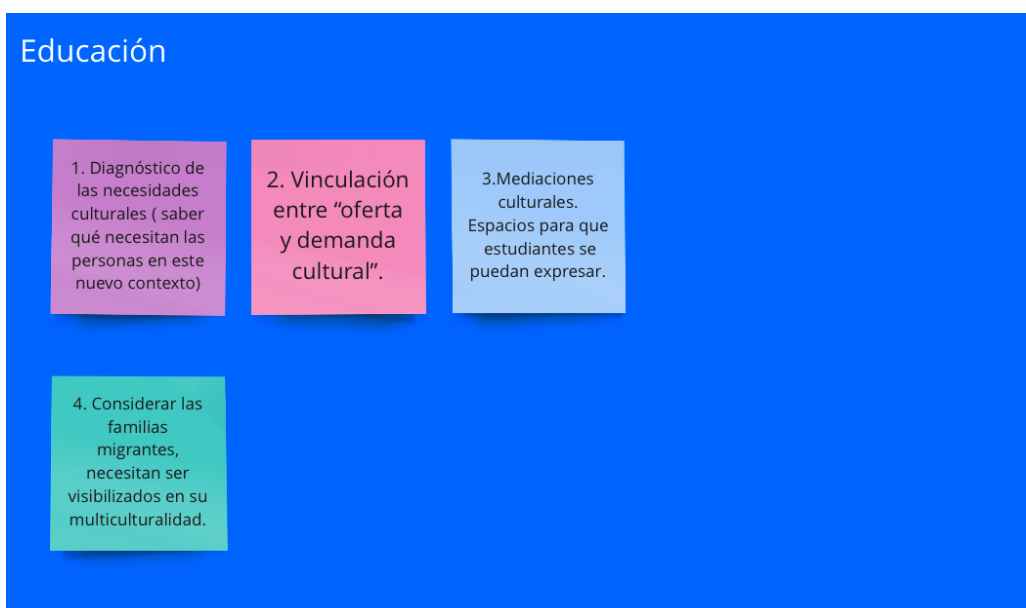 Educación
1. Diagnóstico de
las necesidades
culturales ( saber
qué necesitan las
personas en este
nuevo contexto)
2. Vinculación
entre “oferta
y demanda
cultural”.
3.Mediaciones
culturales.
Espacios para que
estudiantes se
puedan expresar.
4. Considerar las
familias
migrantes,
necesitan ser
visibilizados en su
multiculturalidad.